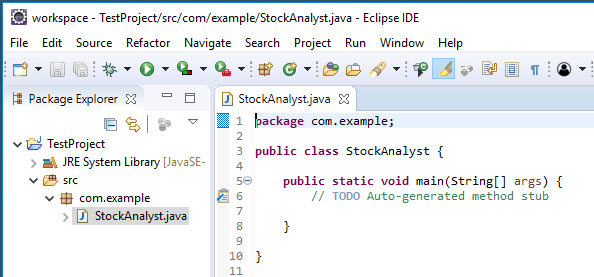 workspace - TestProject/src/com/example/StockAnalyst.java - Eclipse IDE
File Edit Source Refactor Navigate Search Project Run Window Help
Package Explorer
TestProject
JRE System Library [JavaSE-
src
com.example
StockAnalyst.java
StockAnalyst.java
1 package com.example;
2
3 public class StockAnalyst {
4
5 public static void main(String[] args) {
6 // TODO Auto-generated method stub
7
8 }
9
10 }
11